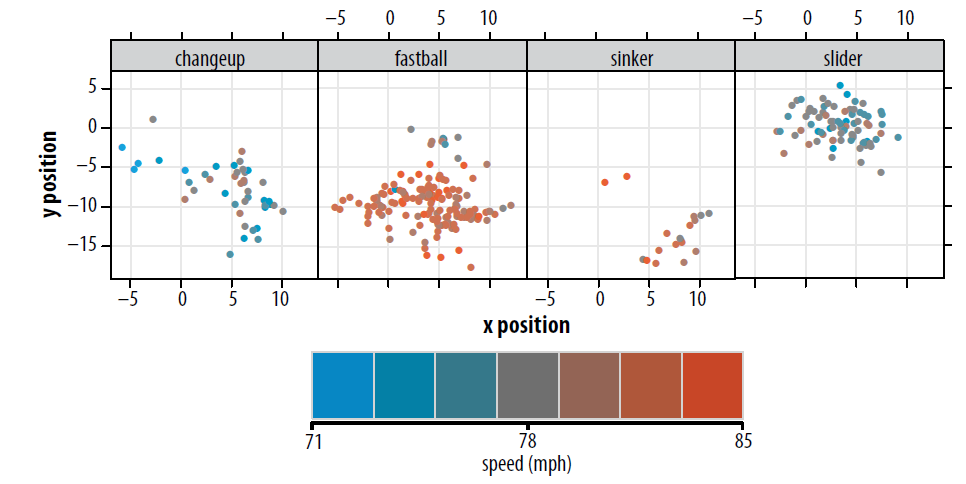 −5 0 5 10 −5 0 5 10
changeup fastball sinker slider
5
0
−5
−10
−15
y position
−5 0 5 10 −5 0 5 10
x position
71 78 85
speed (mph)